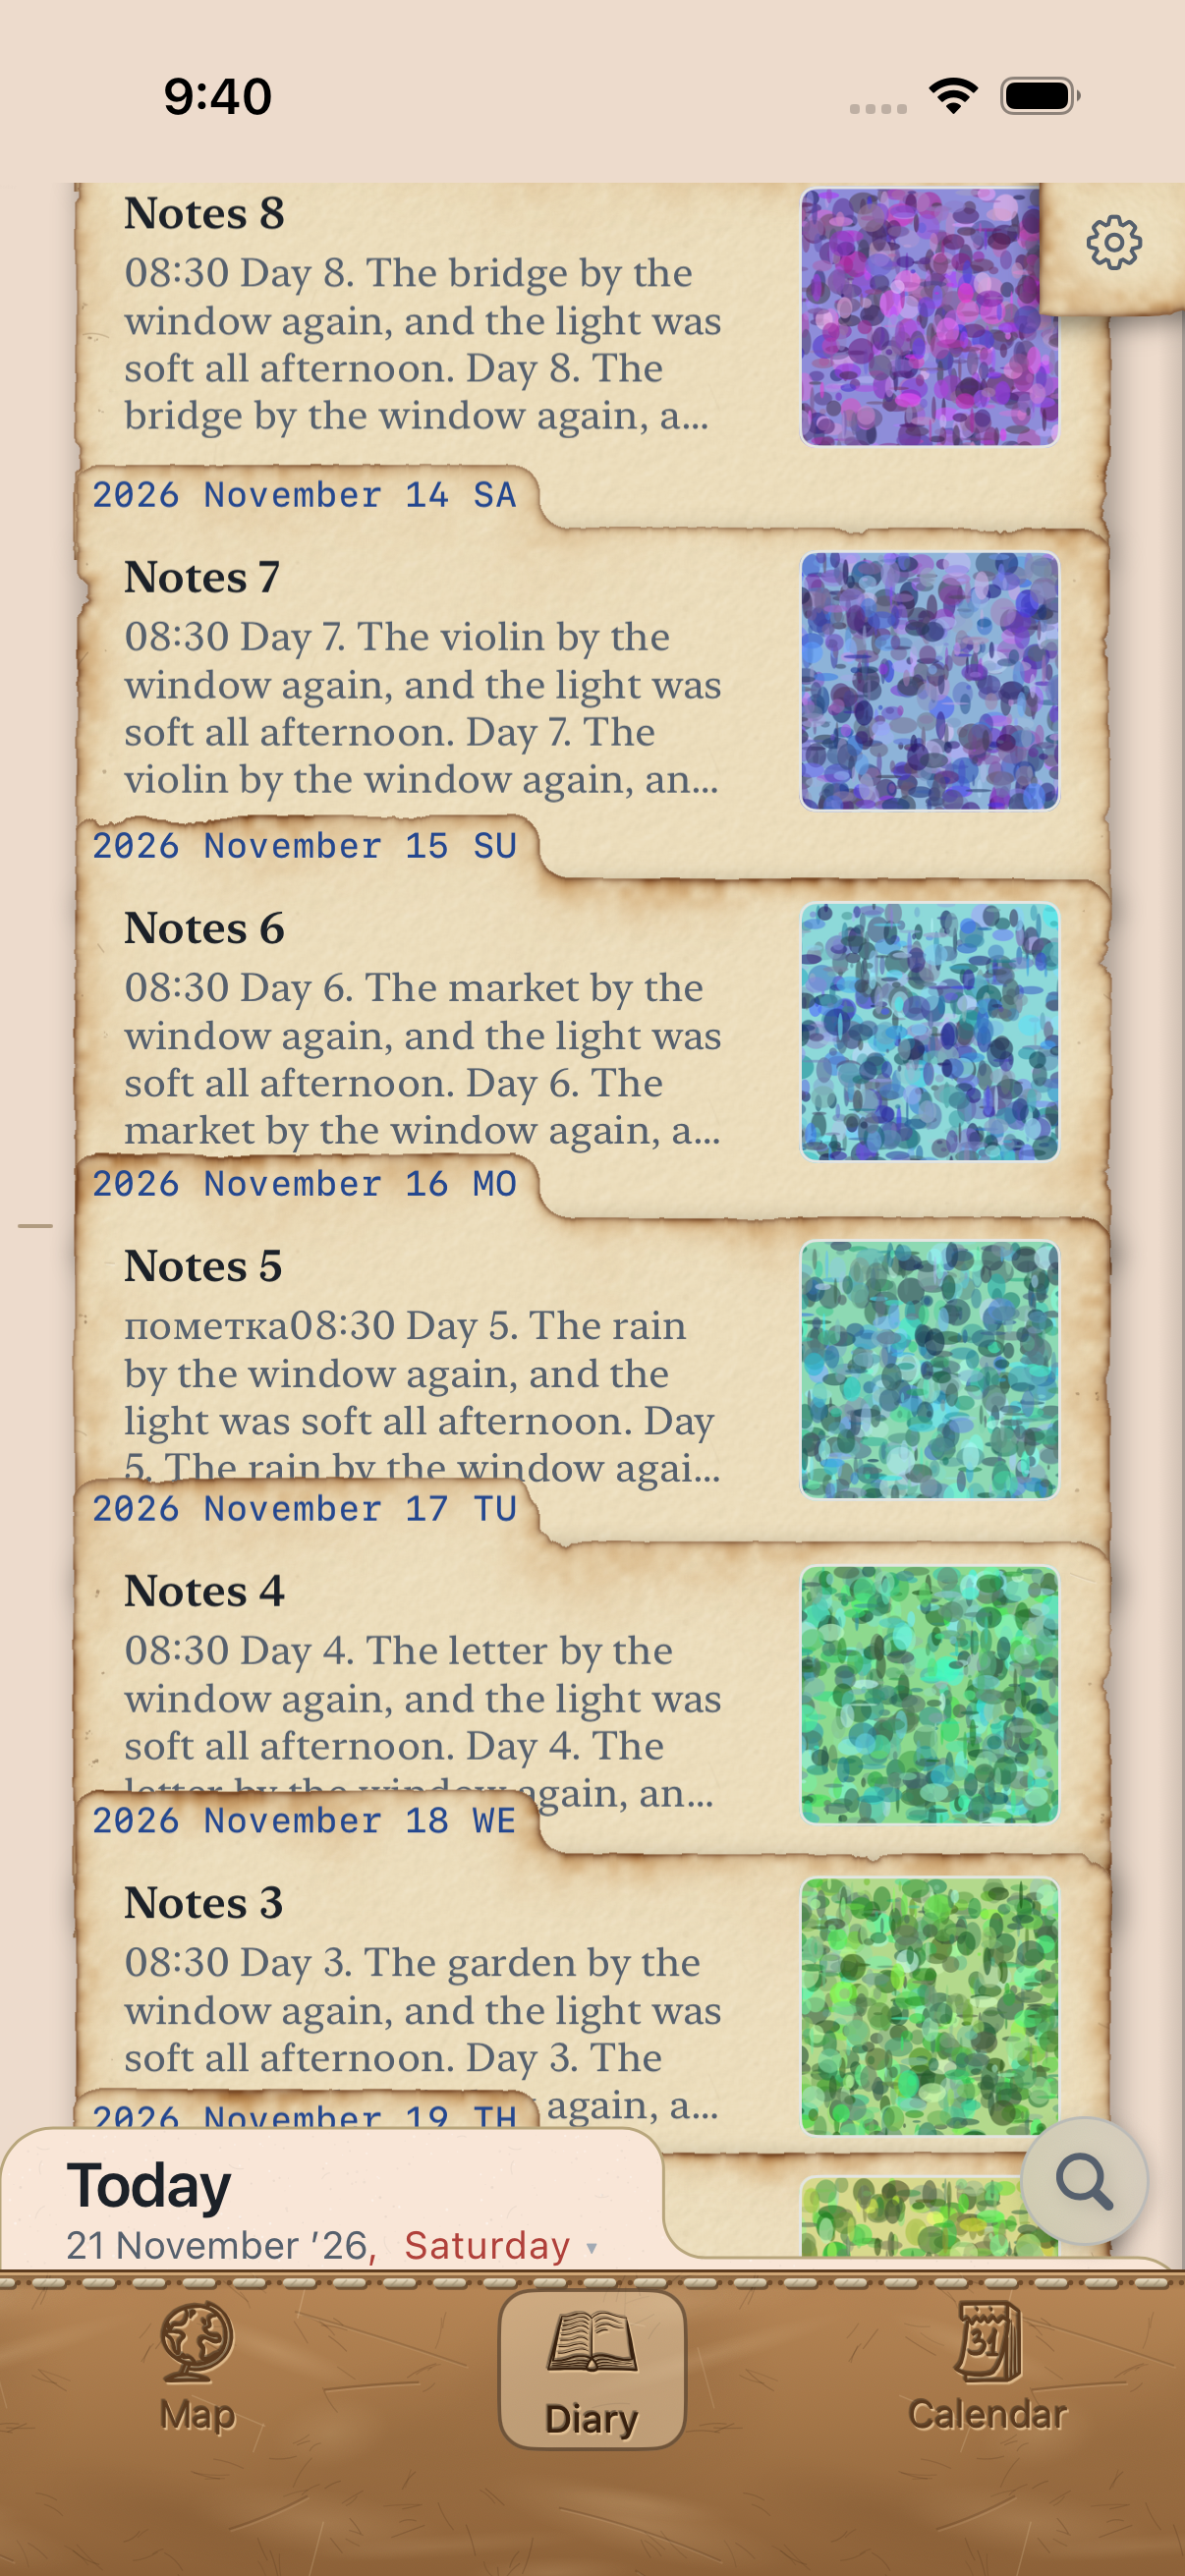 9:40
Notes 8
08:30 Day 8. The bridge by the
window again, and the light was
soft all afternoon. Day 8. The
bridge by the window again, a...
2026 November 14 SA
Notes 7
08:30 Day 7. The violin by the
window again, and the light was
soft all afternoon. Day 7. The
violin by the window again, an...
2026 November 15 SU
Notes 6
08:30 Day 6. The market by the
window again, and the light was
soft all afternoon. Day 6. The
market by the window again, a...
2026 November 16 MO
Notes 5
пометка08:30 Day 5. The rain
by the window again, and the
light was soft all afternoon. Day
5. The rain by the window agai...
2026 November 17 TU
Notes 4
08:30 Day 4. The letter by the
window again, and the light was
soft all afternoon. Day 4. The
letter by the window again, an...
2026 November 18 WE
Notes 3
08:30 Day 3. The garden by the
window again, and the light was
soft all afternoon. Day 3. The
again, a...
2026 November 19 TH
Today
21 November ’26, Saturday
Map
31
Diary
Calendar